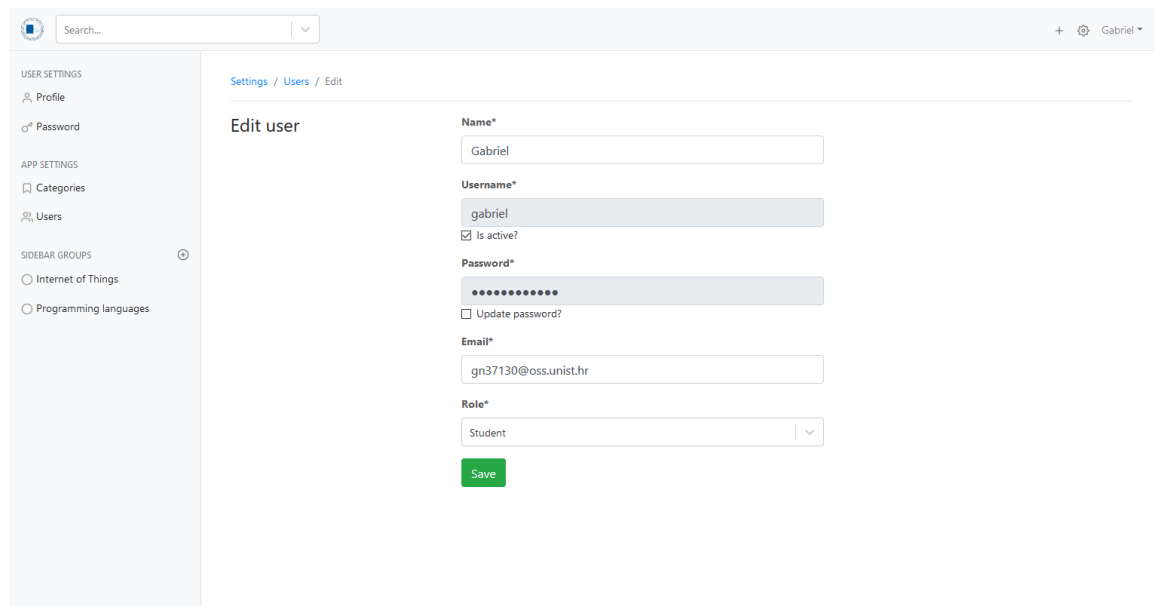 Search...
Gabriel
USER SETTINGS
Profile
Password
APP SETTINGS
Categories
Users
SIDEBAR GROUPS
Internet of Things
Programming languages
Settings / Users / Edit
Edit user
Name*
Gabriel
Username*
gabriel
Is active?
Password*
●●●●●●●●●●●●
Update password?
Email*
gn37130@oss.unist.hr
Role*
Student
Save